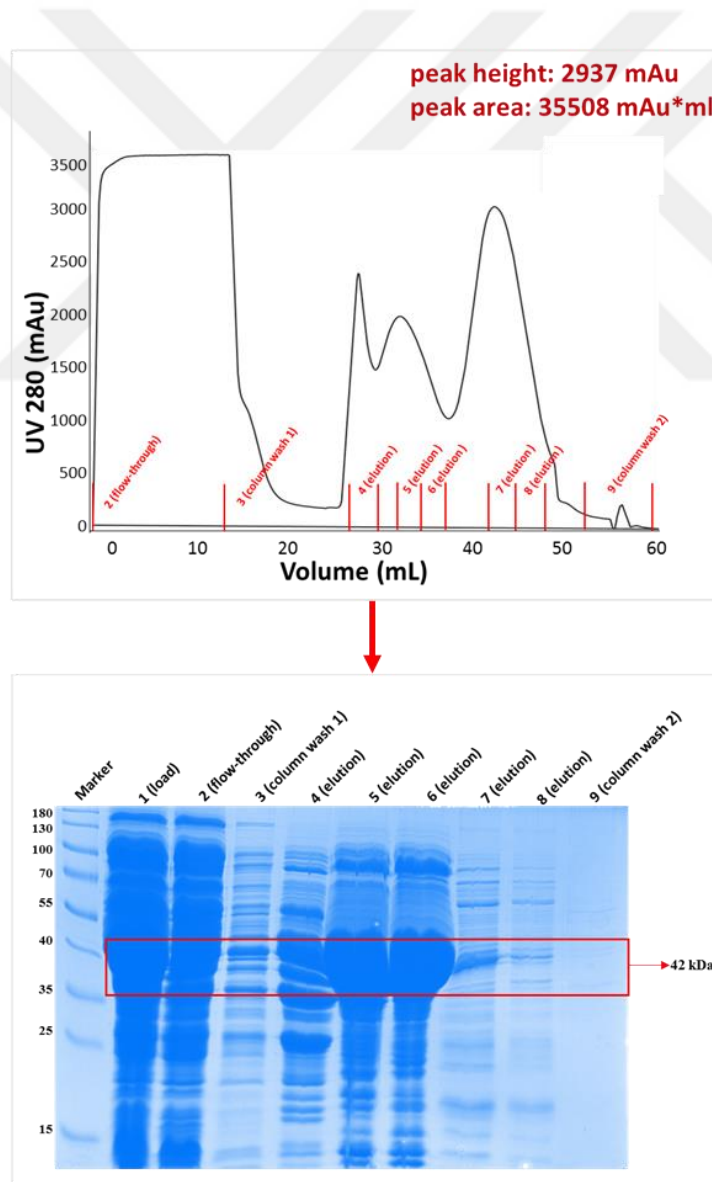 peak height: 2937 mAu
peak area: 35508 mAu*ml
3500
3000
2500
2000
1500
1000
500
0
UV 280 (mAu)
2 (flow-through)
3 (column wash 1)
4 (elution )
5 (elution )
6 (elution )
7 (elution )
8 (elution )
9 (column wash 2)
0 10 20 30 40 50 60
Volume (mL)
Marker
1 (load)
2 (flow-through)
3 (column wash 1)
4 (elution)
5 (elution)
6 (elution)
7 (elution)
8 (elution)
9 (column wash 2)
180
130
100
70
55
40
35
25
15
42 kDa